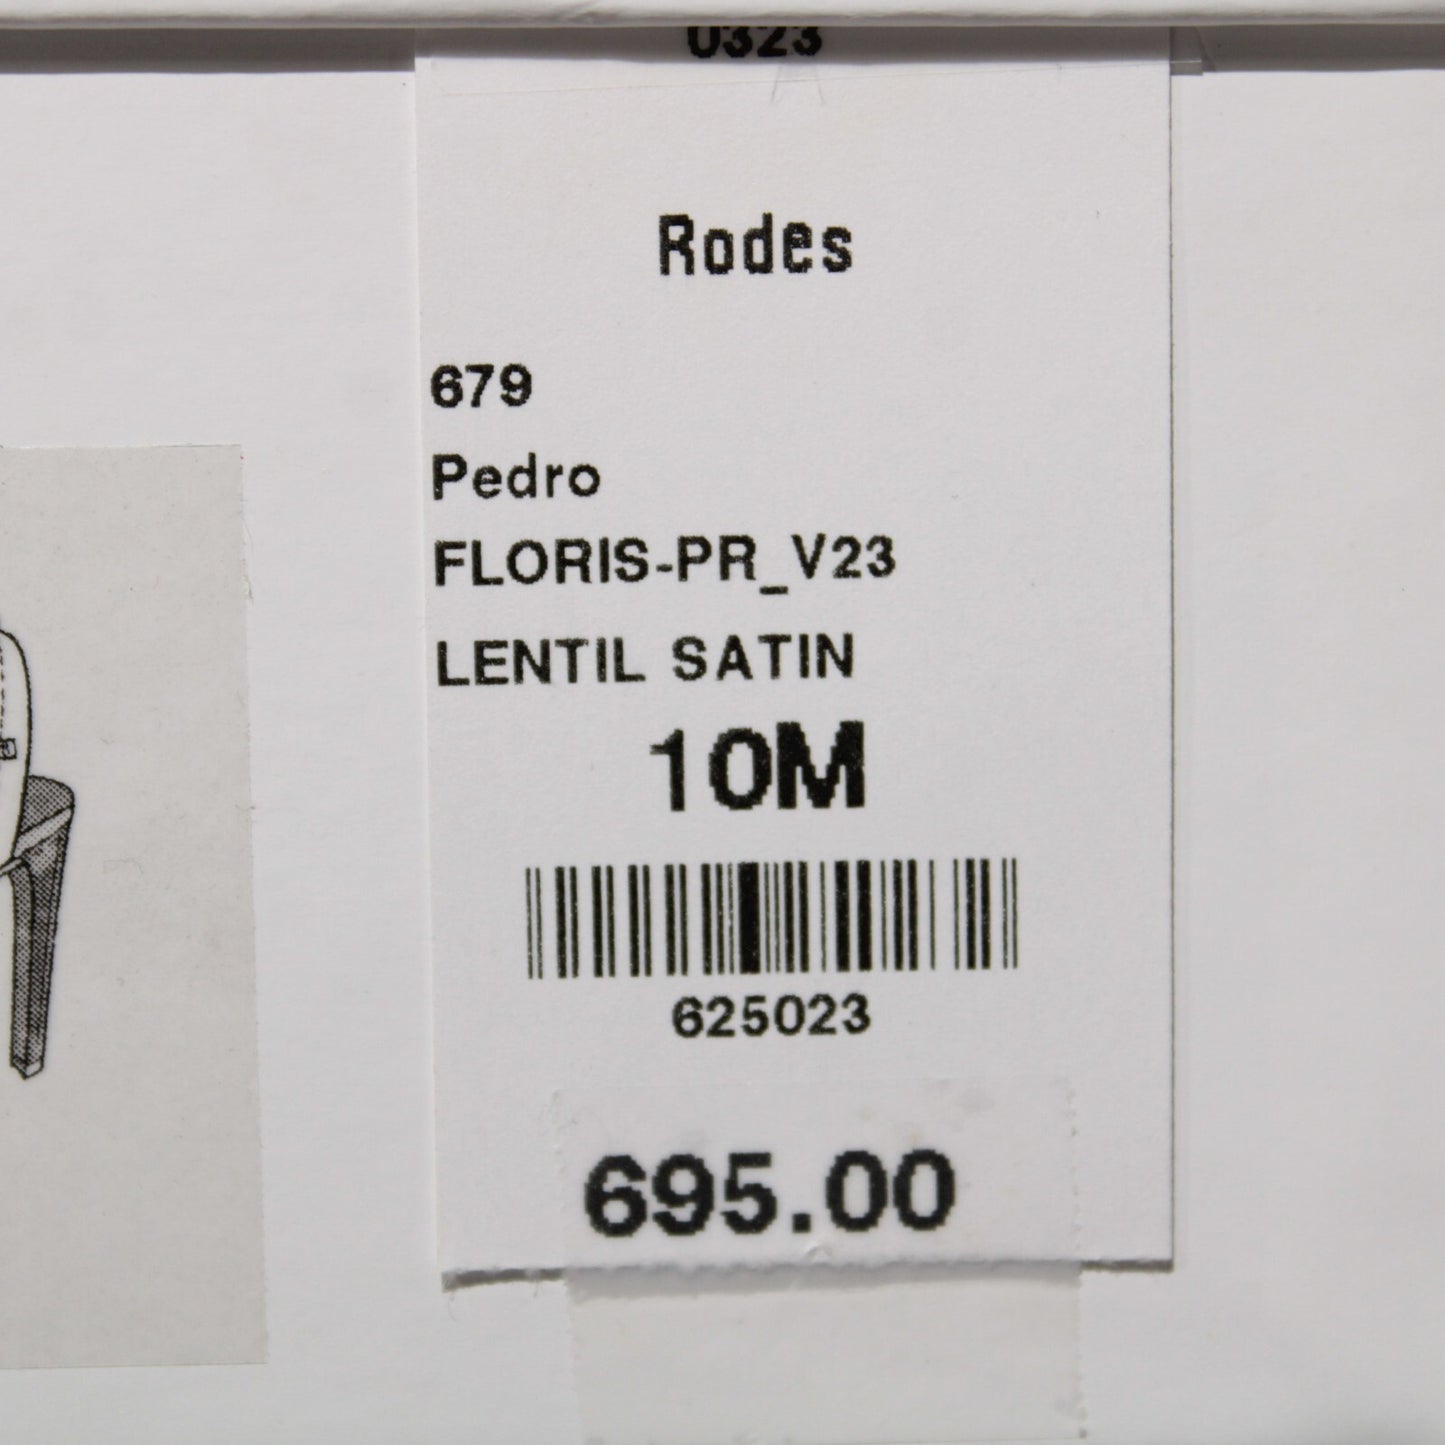 0323
Rodes
679
Pedro
FLORIS-PR_V23
LENTIL SATIN
10M
625023
695.00